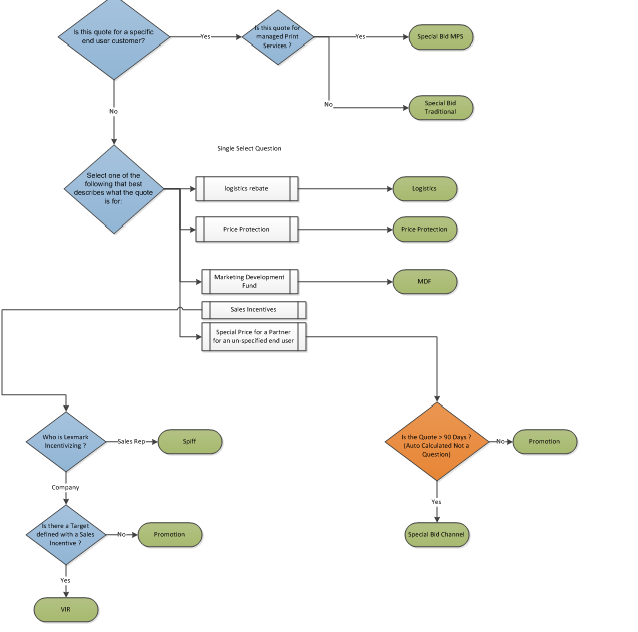 Is this quote for a specific
end user customer?
Yes
Is this quote for
managed Print
Services ?
Yes
Special Bid MPS
No
Special Bid
Traditional
No
Single Select Question
Select one of the
following that best
describes what the quote
is for:
logistics rebate
Logistics
Price Protection
Price Protection
Marketing Development
Fund
MDF
Sales Incentives
Special Price for a Partner
for an un-specified end user
Who is Lexmark
Incentivizing ?
Sales Rep
Spiff
Is the Quote > 90 Days ?
(Auto Calculated Not a
Question)
No
Promotion
Company
Yes
Is there a Target
defined with a Sales
Incentive ?
No
Promotion
Special Bid Channel
Yes
VIR